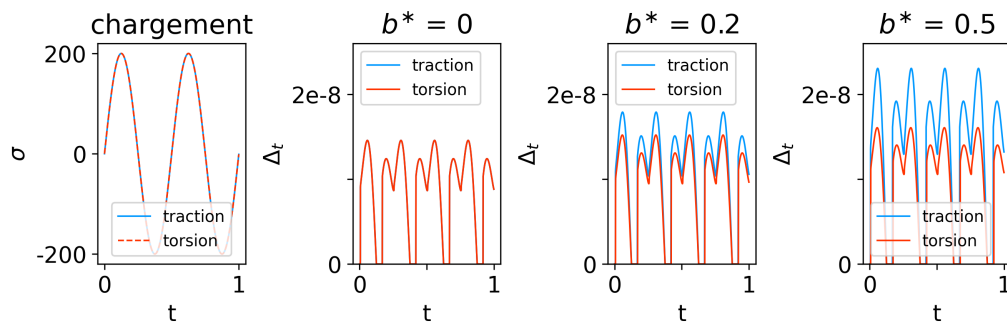 chargement
200
0
-200
σ
traction
torsion
0
1
t
b* = 0
2e-8
0
Δt
traction
torsion
0
1
t
b* = 0.2
2e-8
0
Δt
traction
torsion
0
1
t
b* = 0.5
2e-8
0
Δt
traction
torsion
0
1
t